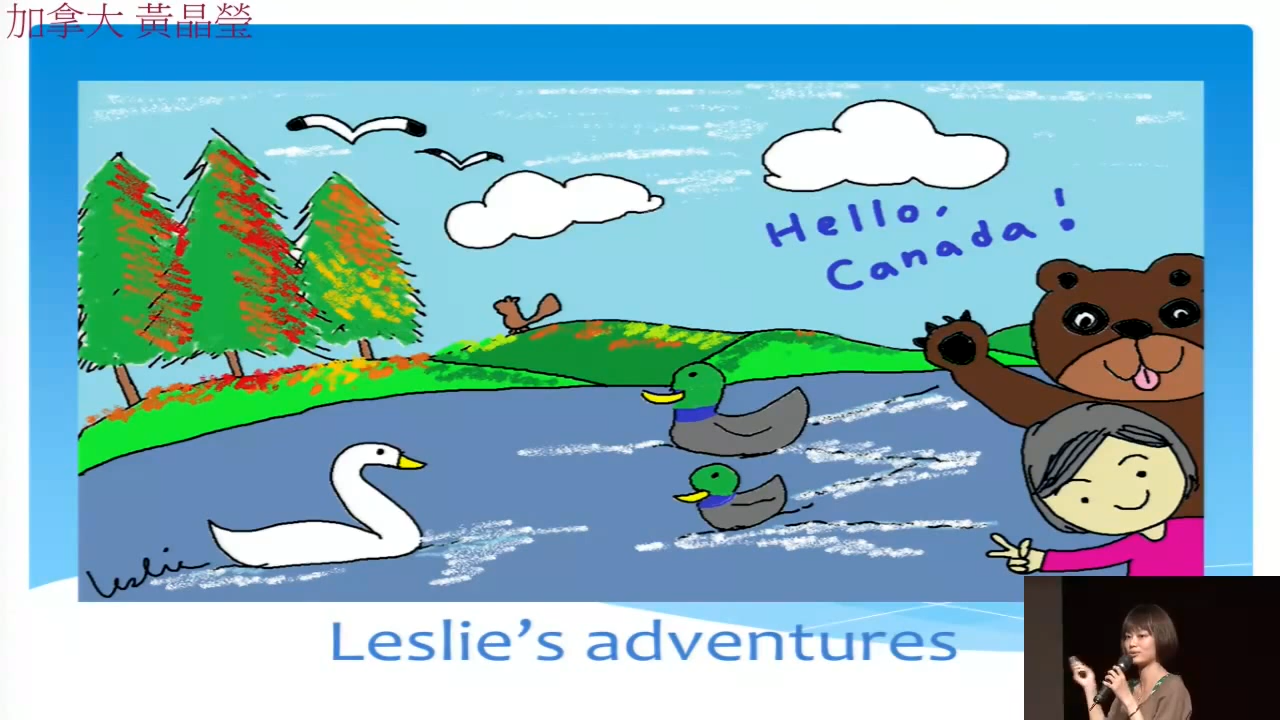 加拿大 黃晶瑩
Hello,
Canada!
Leslie
Leslie's adventures